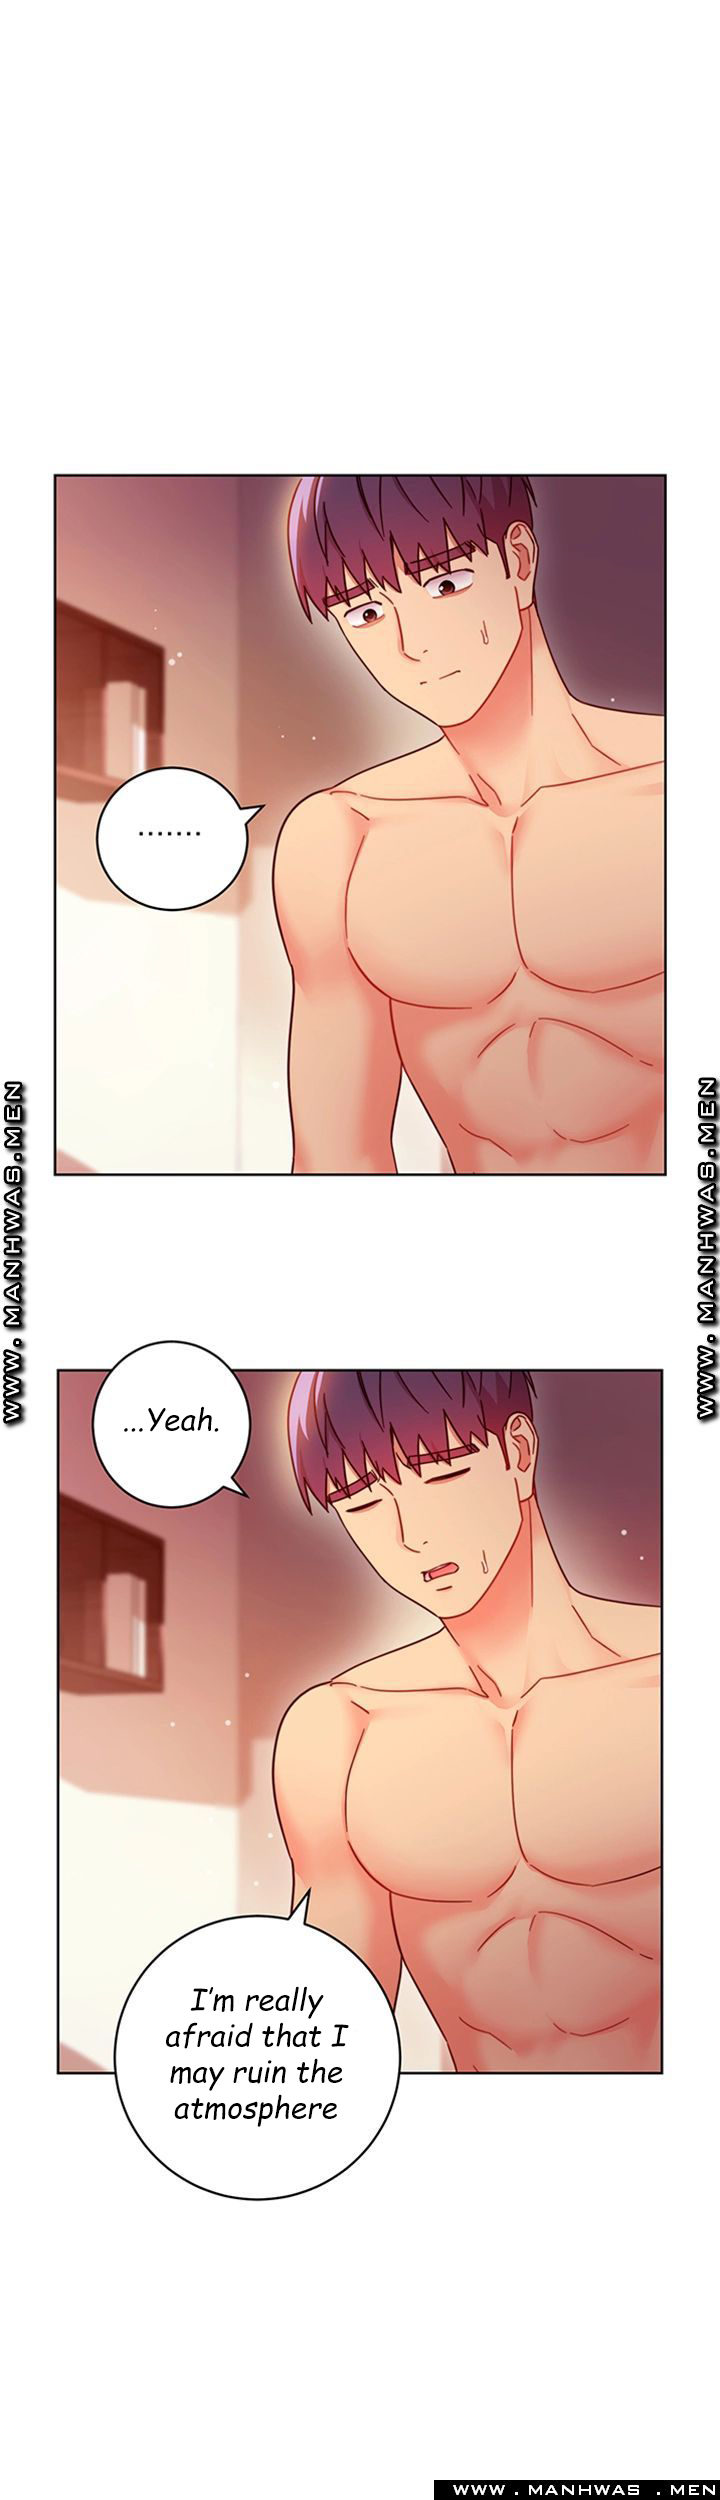 .......
WWW.MANHWAS.MEN
WWW.MANHWAS.MEN
...Yeah.
I'm really
afraid that I
may ruin the
atmosphere
WWW.MANHWAS.MEN